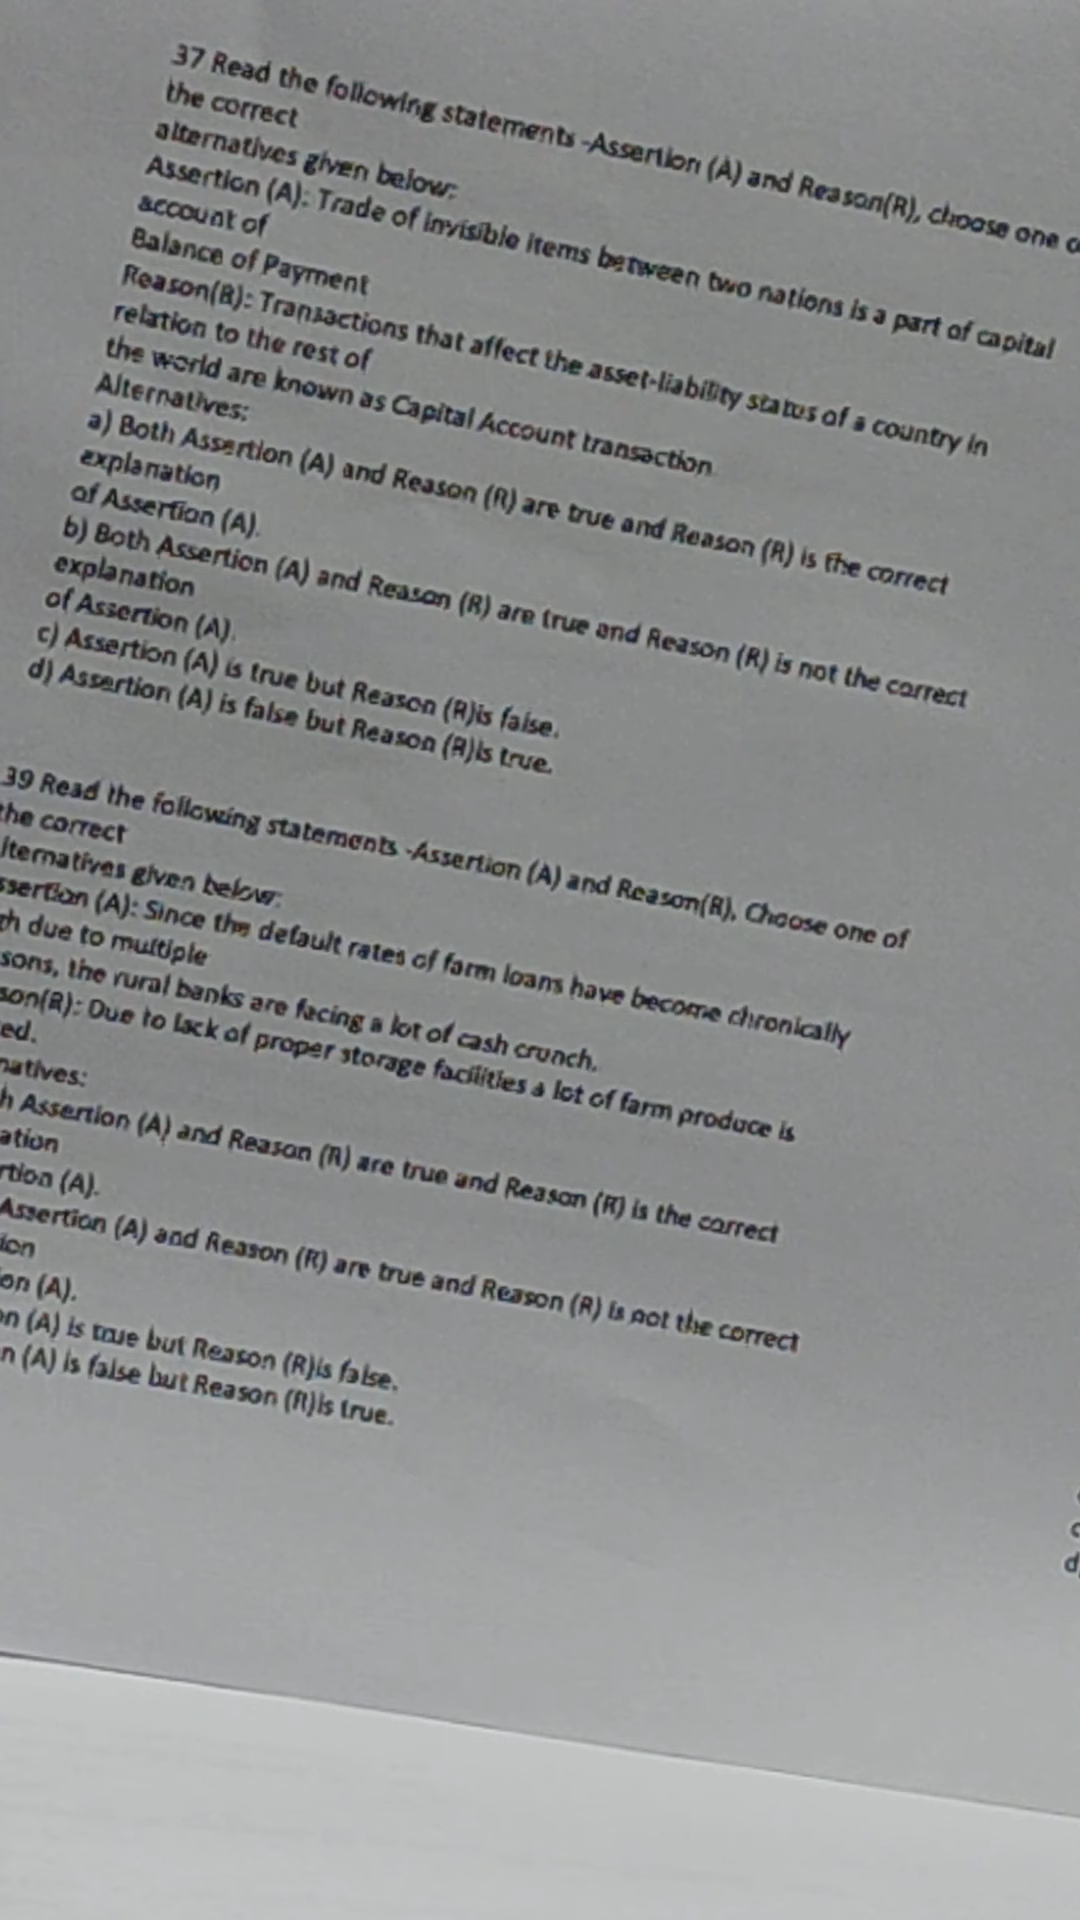 37 Read the following statements -Assertion (A) and Reason(R), choose one
the correct
alternatives given below:
Assertion (A): Trade of invisible items between two nations is a part of capital
account of
Balance of Payment
Reason(R): Transactions that affect the asset-liability status of a country in
relation to the rest of
the world are known as Capital Account transaction
Alternatives:
a) Both Assertion (A) and Reason (R) are true and Reason (R) is the correct
explanation
of Assertion (A).
b) Both Assertion (A) and Reason (R) are true and Reason (R) is not the correct
explanation
of Assertion (A).
c) Assertion (A) is true but Reason (R)is false.
d) Assertion (A) is false but Reason (R)is true.
39 Read the following statements -Assertion (A) and Reason(R), Choose one of
the correct
lternatives given below:
ssertion (A): Since the default rates of farm loans have become chronically
gh due to multiple
sons, the rural banks are facing a lot of cash crunch.
son(R): Due to lack of proper storage facilities a lot of farm produce is
ed.
natives:
h Assertion (A) and Reason (R) are true and Reason (R) is the correct
ation
rtion (A).
Assertion (A) and Reason (R) are true and Reason (R) is not the correct
ion
on (A).
on (A) is true but Reason (R)is false.
n (A) is false but Reason (R)is true.
c
d